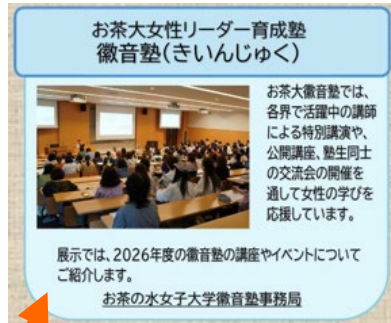 お茶大女性リーダー育成塾
徽音塾(きいんじゅく)
お茶大徽音塾では、
各界で活躍中の講師
による特別講演や、
公開講座、塾生同士
の交流会の開催を
通して女性の学びを
応援しています。
展示では、2026年度の徽音塾の講座やイベントについて
ご紹介します。
お茶の水女子大学徽音塾事務局